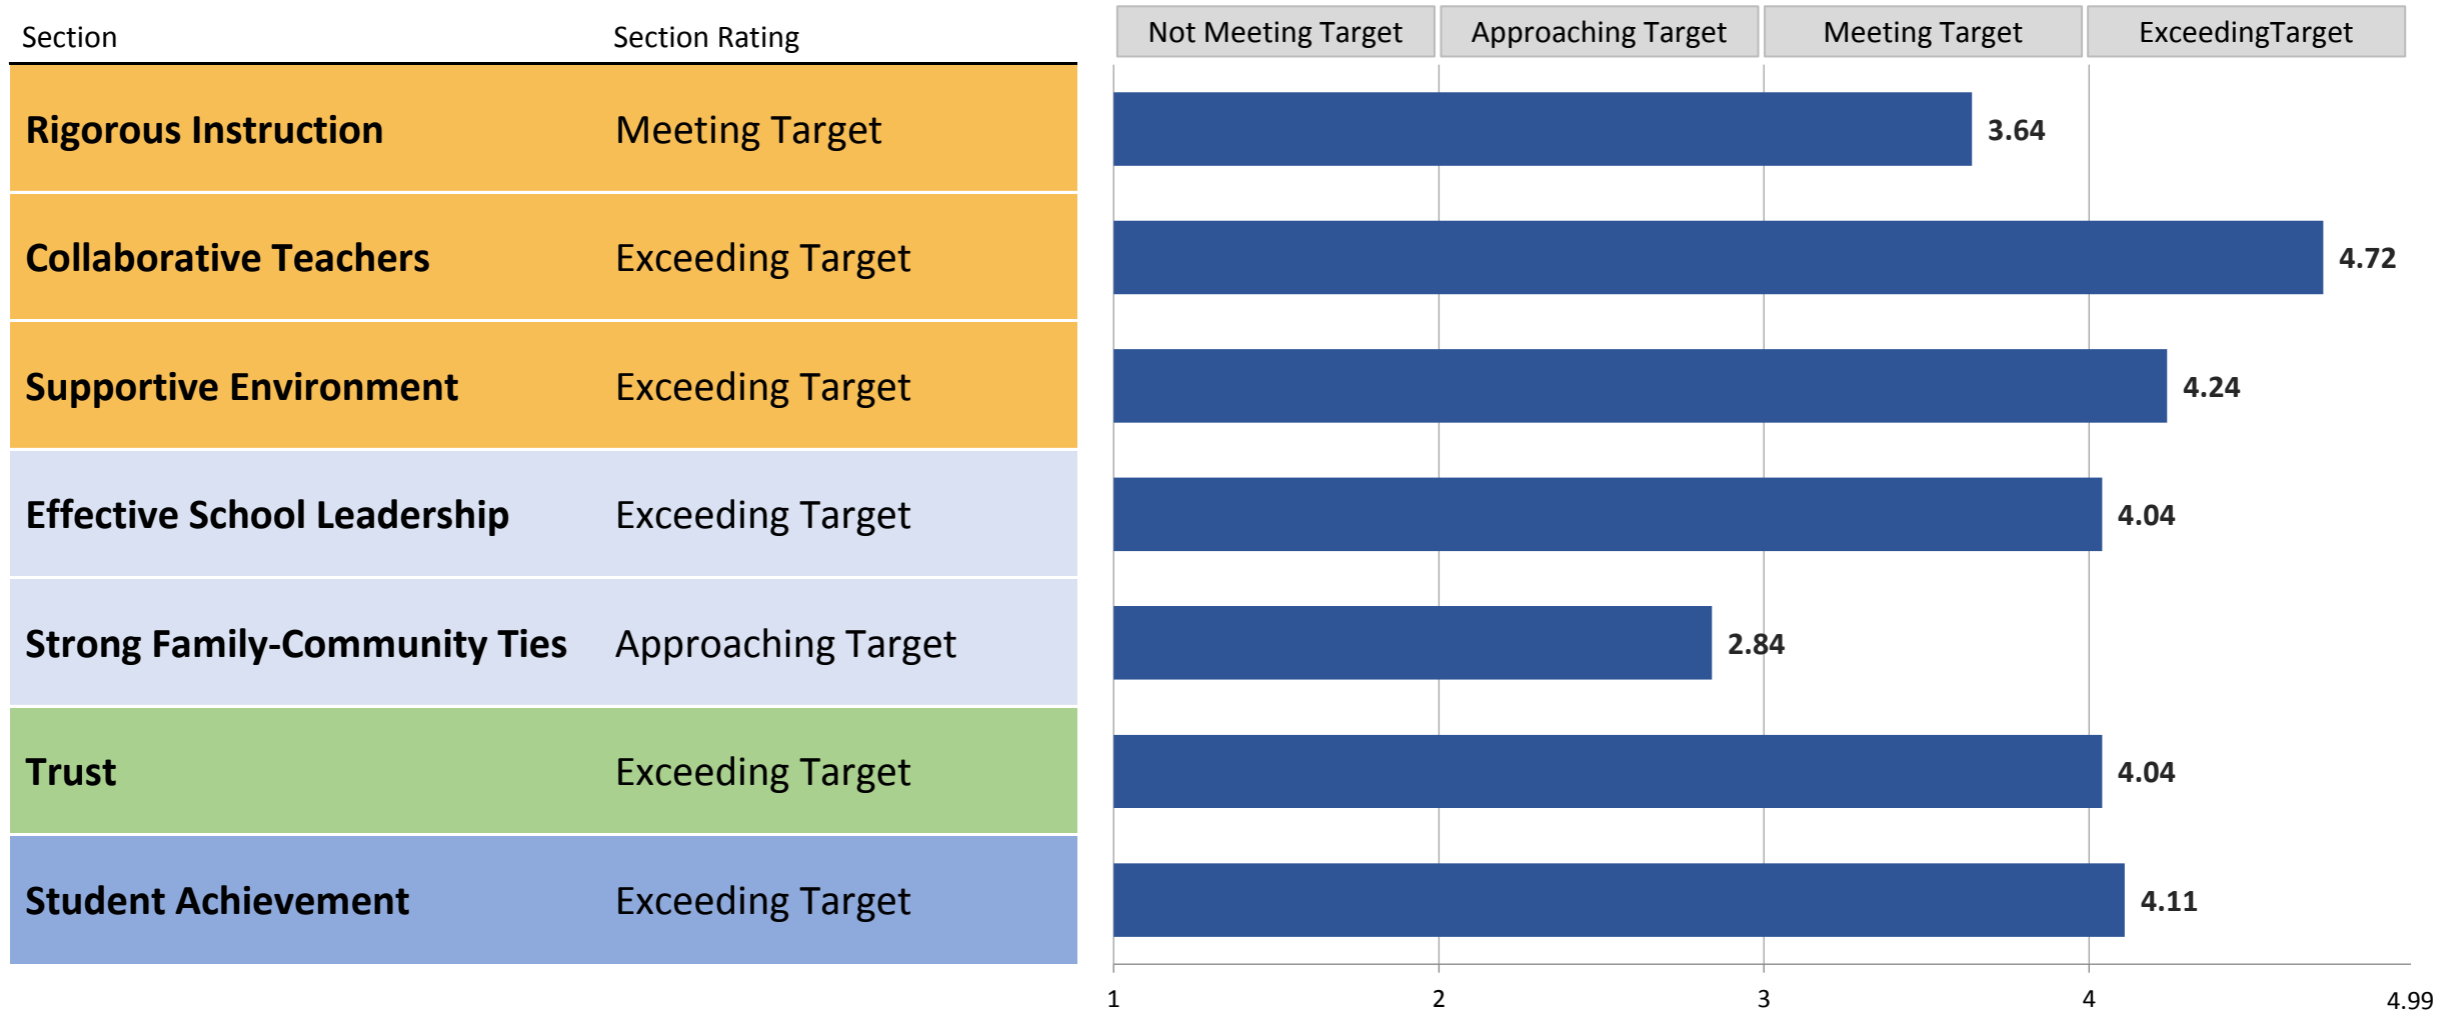 Section Section Rating Not Meeting Target Approaching Target Meeting Target ExceedingTarget
Rigorous Instruction Meeting Target 3.64
Collaborative Teachers Exceeding Target 4.72
Supportive Environment Exceeding Target 4.24
Effective School Leadership Exceeding Target 4.04
Strong Family-Community Ties Approaching Target 2.84
Trust Exceeding Target 4.04
Student Achievement Exceeding Target 4.11
1 2 3 4 4.99